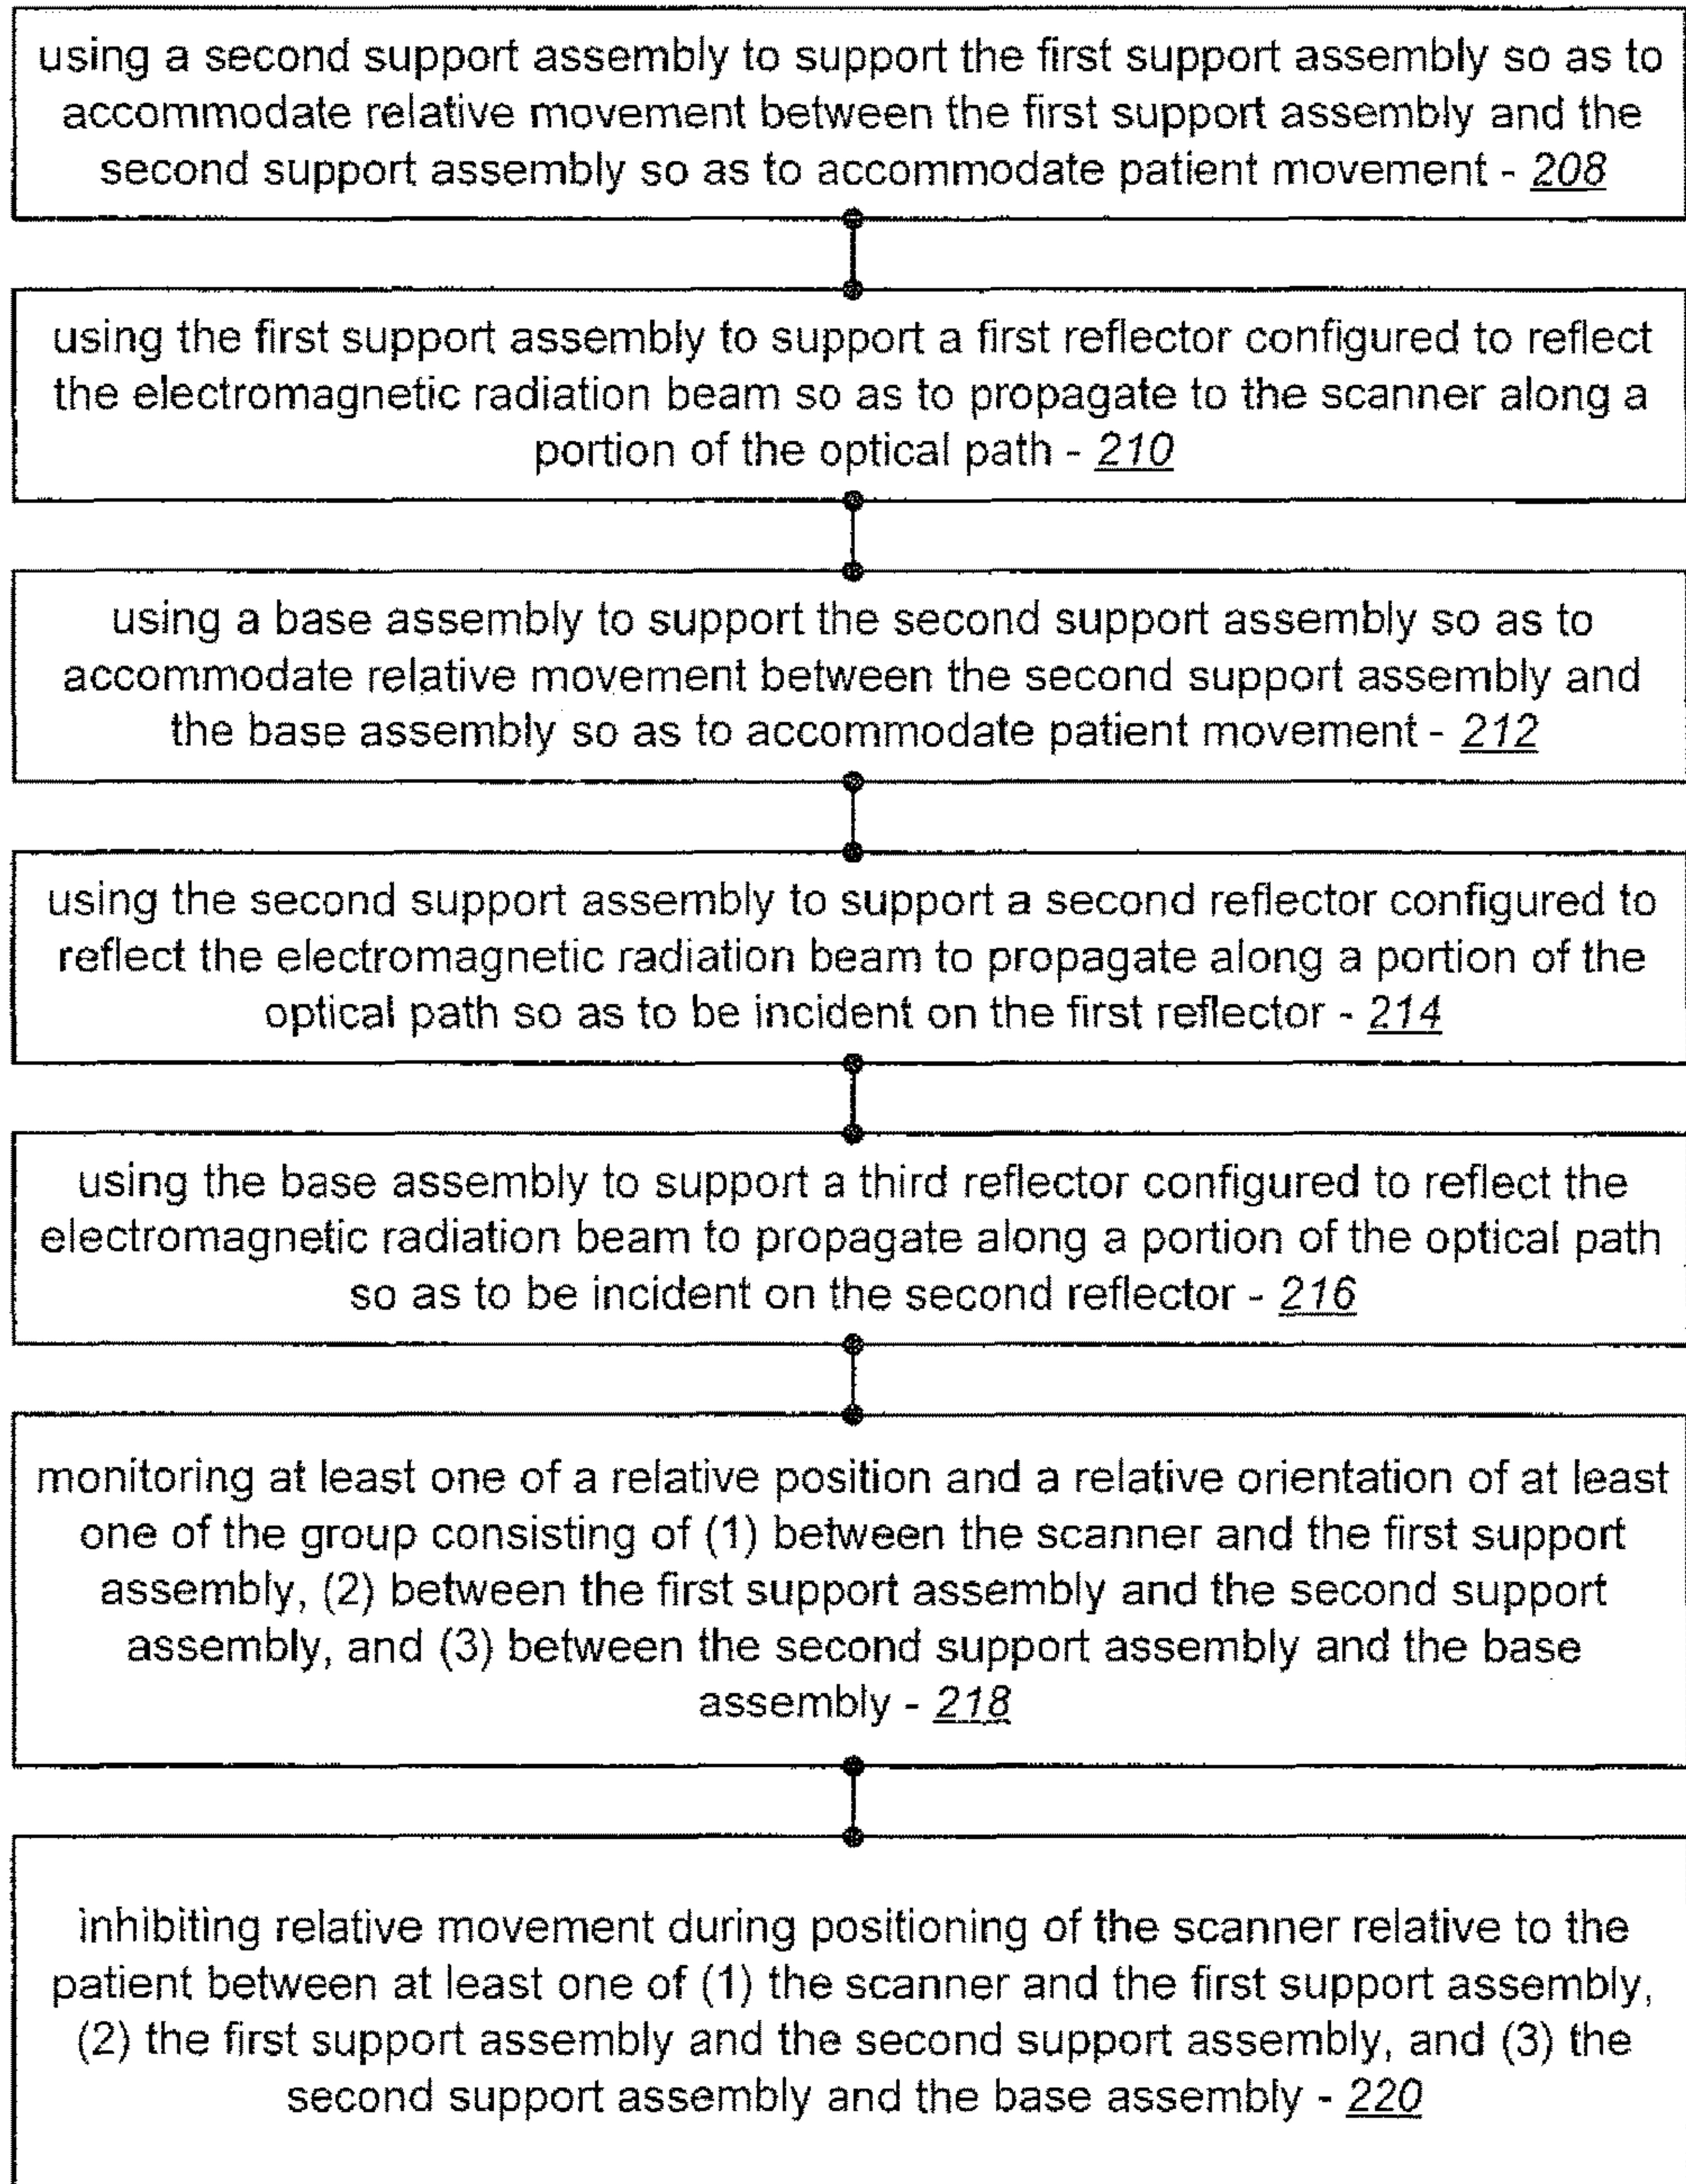 using a second support assembly to support the first support assembly so as to
accommodate relative movement between the first support assembly and the
second support assembly so as to accommodate patient movement - 208
using the first support assembly to support a first reflector configured to reflect
the electromagnetic radiation beam so as to propagate to the scanner along a
portion of the optical path - 210
using a base assembly to support the second support assembly so as to
accommodate relative movement between the second support assembly and
the base assembly so as to accommodate patient movement - 212
using the second support assembly to support a second reflector configured to
reflect the electromagnetic radiation beam to propagate along a portion of the
optical path so as to be incident on the first reflector - 214
using the base assembly to support a third reflector configured to reflect the
electromagnetic radiation beam to propagate along a portion of the optical path
so as to be incident on the second reflector - 216
monitoring at least one of a relative position and a relative orientation of at least
one of the group consisting of (1) between the scanner and the first support
assembly, (2) between the first support assembly and the second support
assembly, and (3) between the second support assembly and the base
assembly - 218
inhibiting relative movement during positioning of the scanner relative to the
patient between at least one of (1) the scanner and the first support assembly,
(2) the first support assembly and the second support assembly, and (3) the
second support assembly and the base assembly - 220